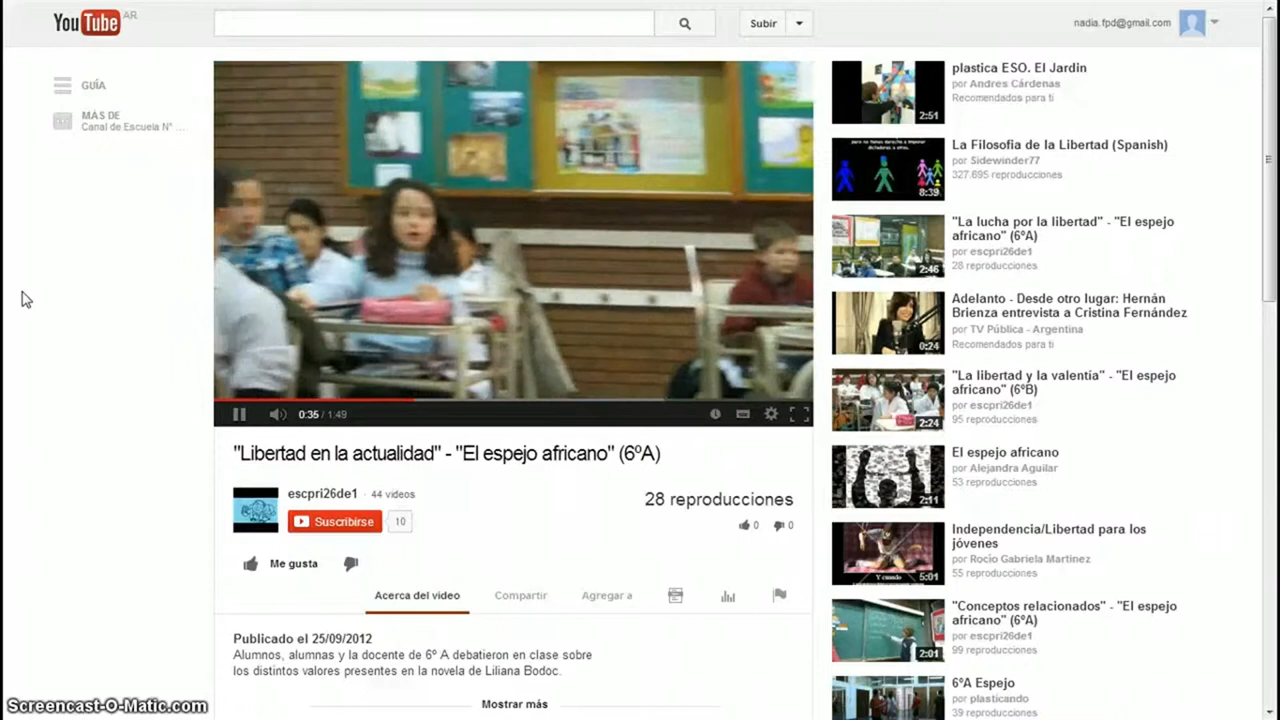 YouTube AR
Subir
nadia.fpd@gmail.com
GUÍA
MÁS DE
Canal de Escuela N° ...
0:35 / 1:49
"Libertad en la actualidad" - "El espejo africano" (6ºA)
escpri26de1 · 44 videos
Suscribirse 10
28 reproducciones
0 0
Me gusta
Acerca del video Compartir Agregar a
Publicado el 25/09/2012
Alumnos, alumnas y la docente de 6º A debatieron en clase sobre
los distintos valores presentes en la novela de Liliana Bodoc.
Mostrar más
plastica ESO. El Jardin
por Andres Cárdenas
Recomendados para ti
2:51
La Filosofia de la Libertad (Spanish)
por Sidewinder77
327.695 reproducciones
8:39
"La lucha por la libertad" - "El espejo
africano" (6ºA)
por escpri26de1
28 reproducciones
2:46
Adelanto - Desde otro lugar: Hernán
Brienza entrevista a Cristina Fernández
por TV Pública - Argentina
Recomendados para ti
0:24
"La libertad y la valentía" - "El espejo
africano" (6ºB)
por escpri26de1
95 reproducciones
2:24
El espejo africano
por Alejandra Aguilar
53 reproducciones
2:11
Independencia/Libertad para los
jóvenes
por Rocío Gabriela Martinez
55 reproducciones
Y cuando
5:01
"Conceptos relacionados" - "El espejo
africano" (6ºA)
por escpri26de1
99 reproducciones
2:01
6ºA Espejo
por plasticando
39 reproducciones
Screencast-O-Matic.com